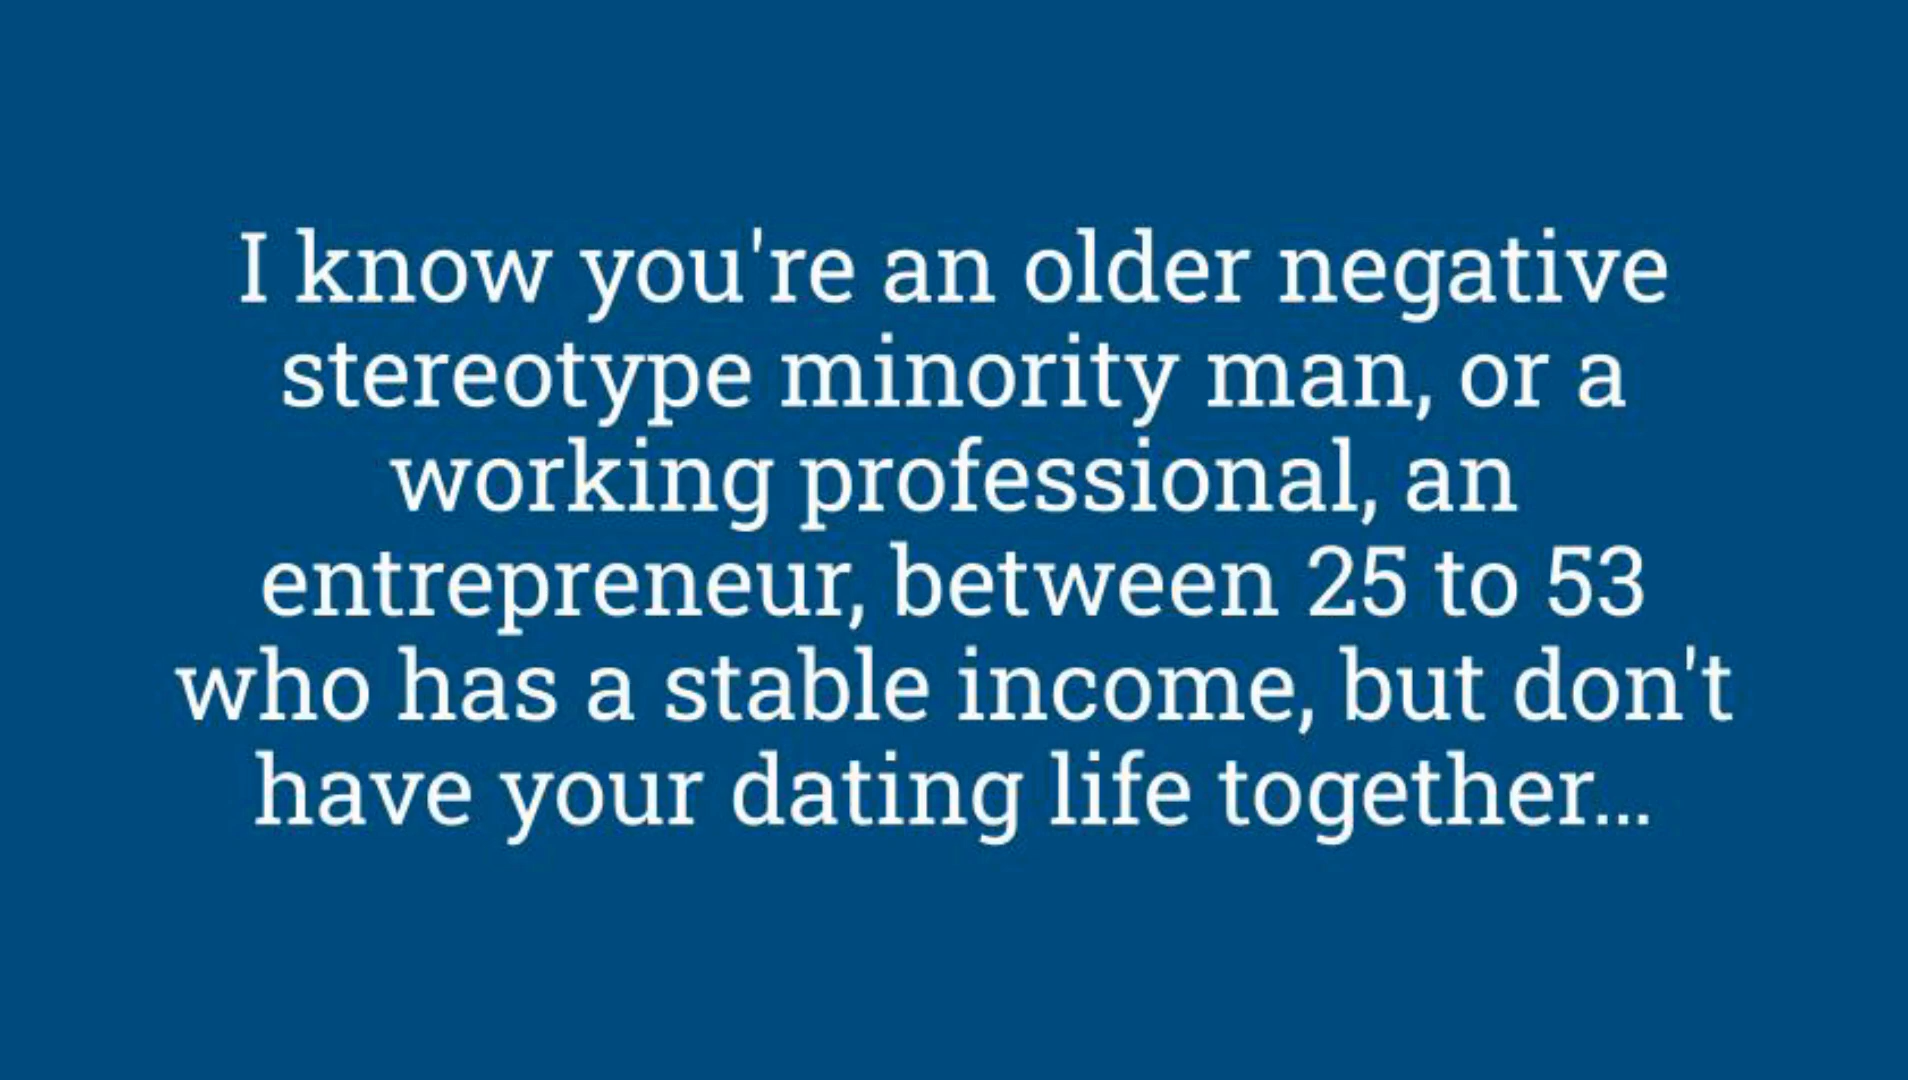 I know you're an older negative
stereotype minority man, or a
working professional, an
entrepreneur, between 25 to 53
who has a stable income, but don't
have your dating life together...